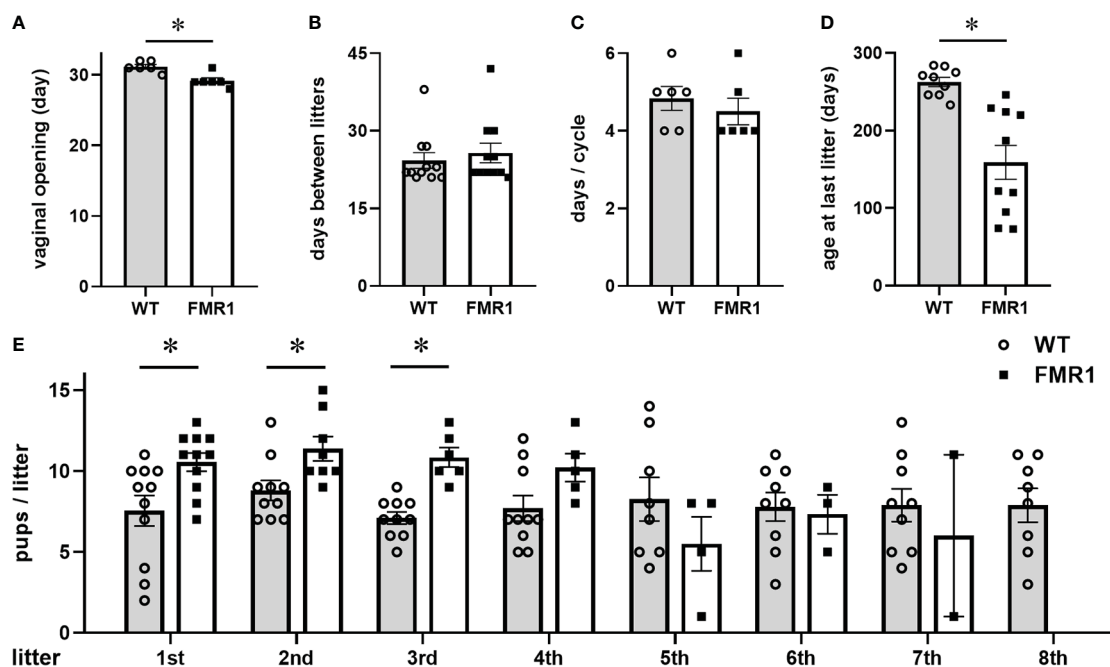 A
B
C
D
*
*
vaginal opening (day)
30
20
10
0
WT
FMR1
days between litters
45
30
15
0
WT
FMR1
days / cycle
6
4
2
0
WT
FMR1
age at last litter (days)
300
200
100
0
WT
FMR1
E
WT
FMR1
*
*
*
pups / litter
15
10
5
0
litter
1st
2nd
3rd
4th
5th
6th
7th
8th